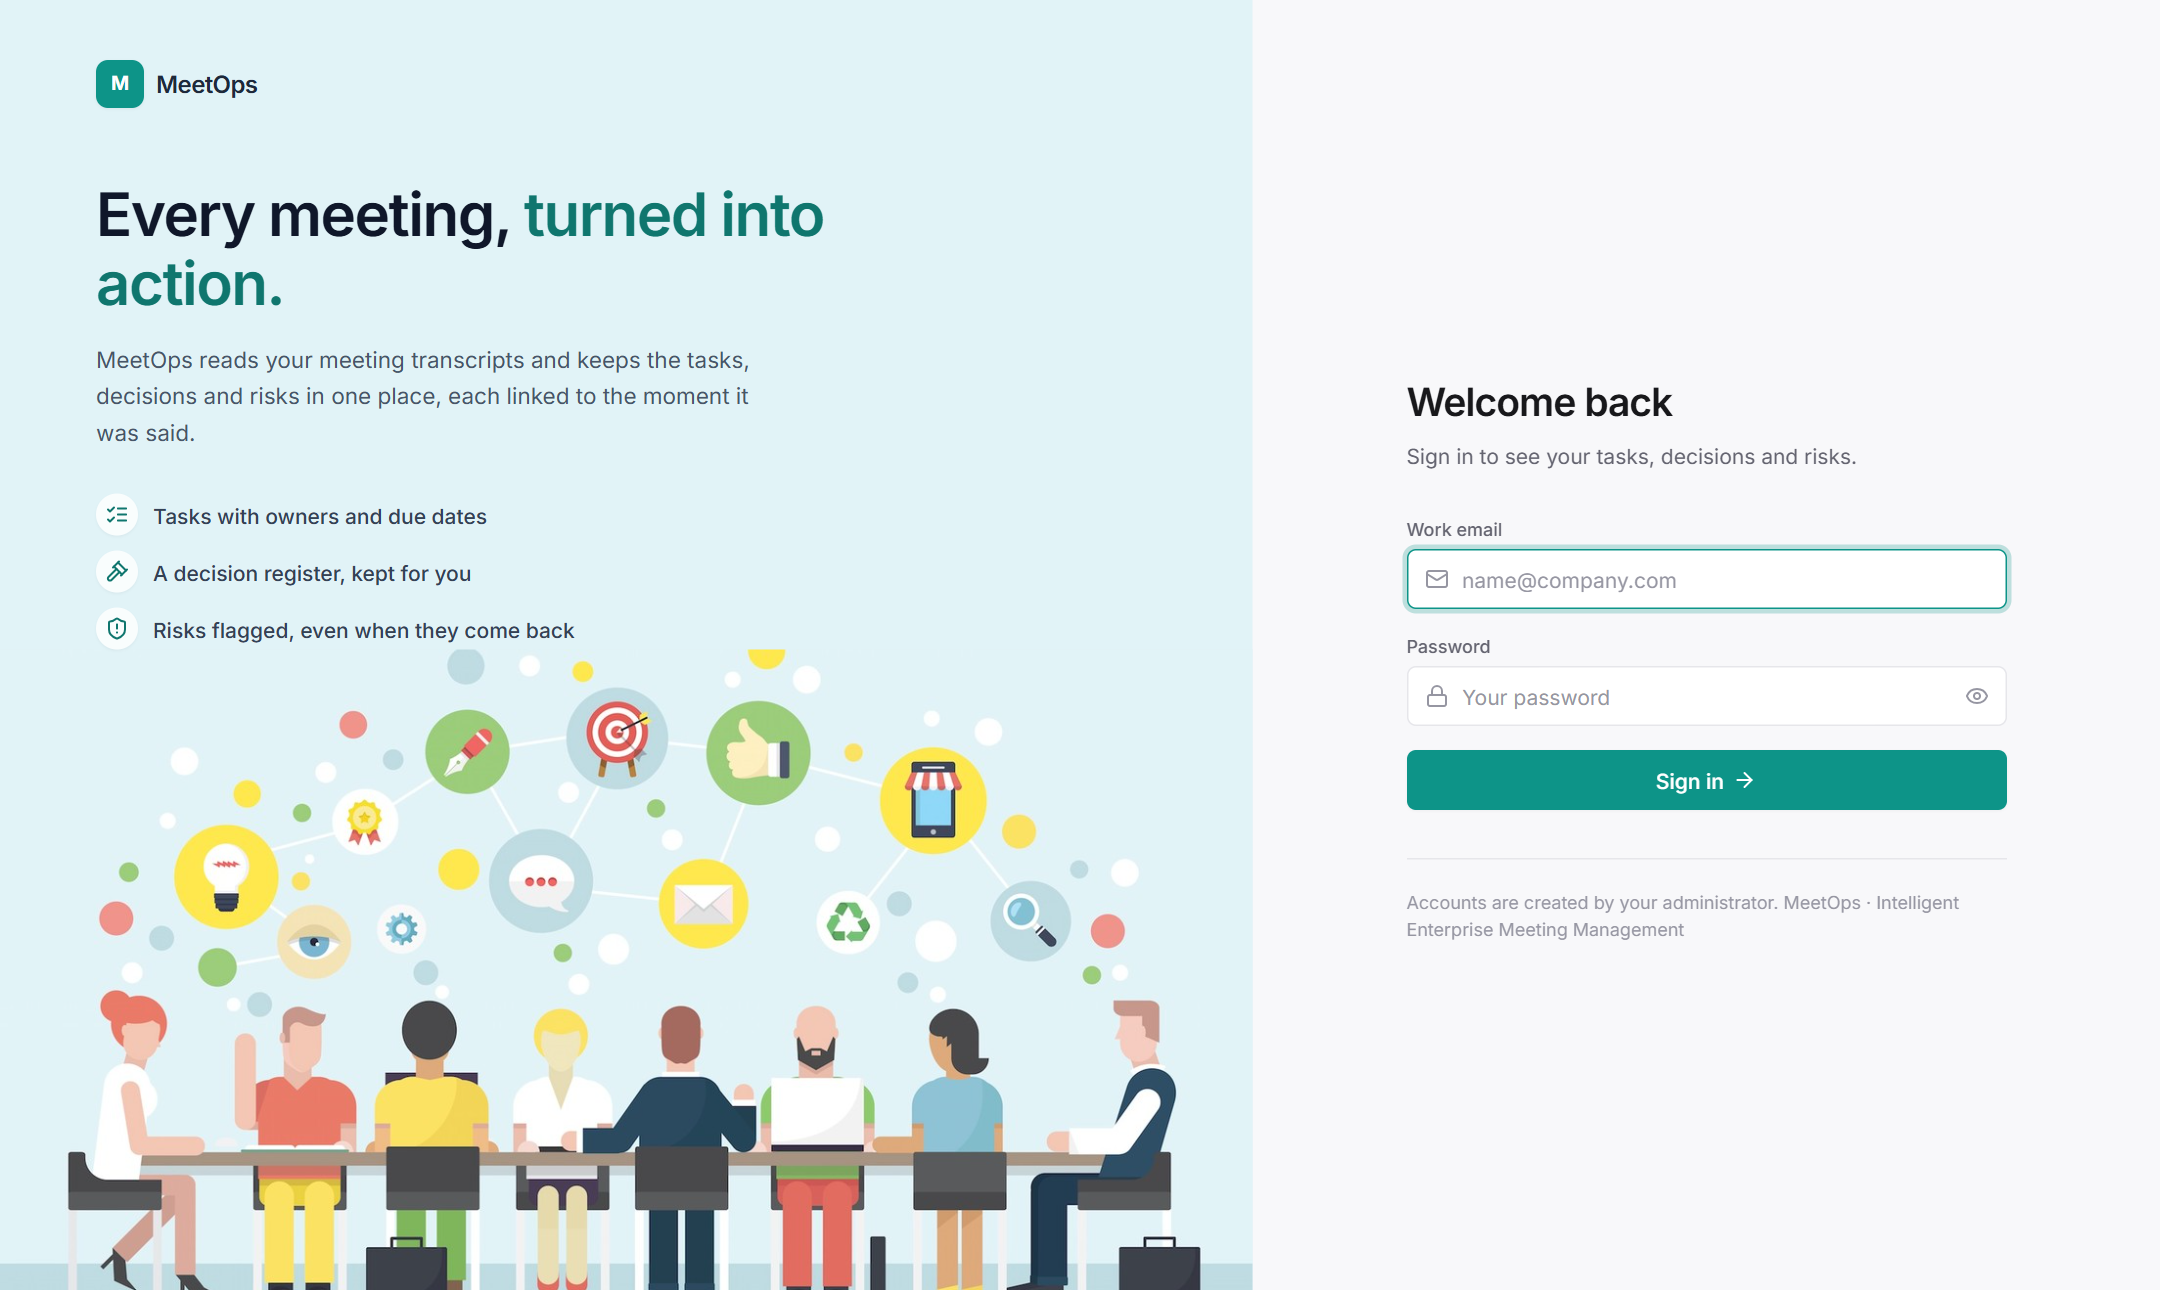 M
MeetOps
Every meeting, turned into
action.
MeetOps reads your meeting transcripts and keeps the tasks,
decisions and risks in one place, each linked to the moment it
was said.
Tasks with owners and due dates
A decision register, kept for you
Risks flagged, even when they come back
Welcome back
Sign in to see your tasks, decisions and risks.
Work email
name@company.com
Password
Your password
Sign in →
Accounts are created by your administrator. MeetOps · Intelligent
Enterprise Meeting Management